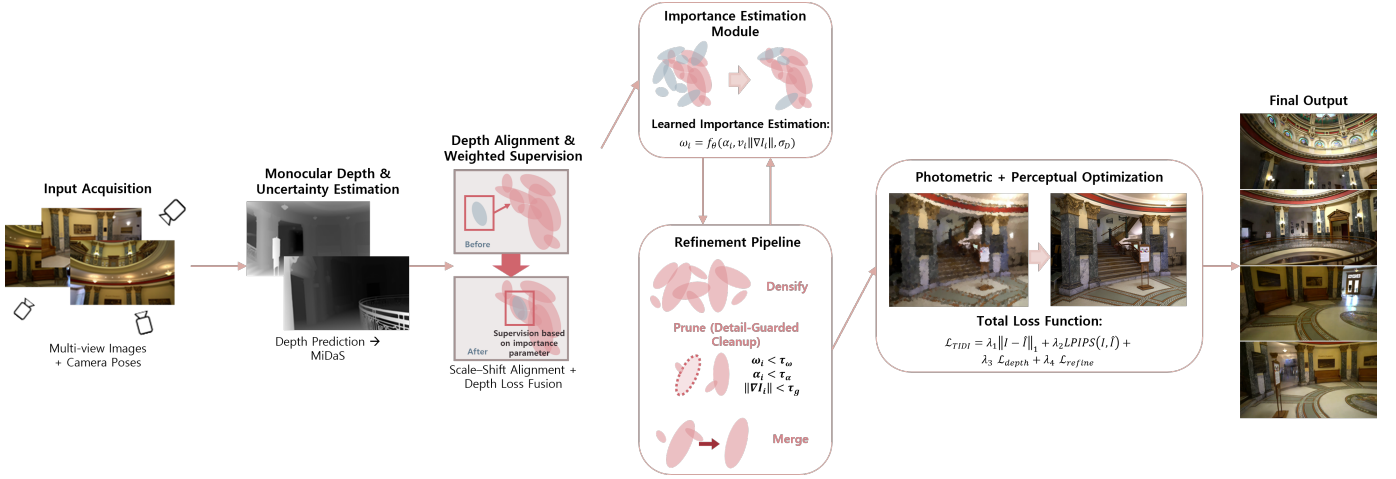 Input Acquisition
Multi-view Images
+ Camera Poses
Monocular Depth &
Uncertainty Estimation
Depth Prediction →
MiDaS
Depth Alignment &
Weighted Supervision
Before
After
Supervision based
on importance
parameter
Scale–Shift Alignment +
Depth Loss Fusion
Importance Estimation
Module
Learned Importance Estimation:
ω_i = f_θ(α_i, v_i‖∇I_i‖, σ_D)
Refinement Pipeline
Densify
Prune (Detail-Guarded
Cleanup)
ω_i < τ_ω
α_i < τ_α
‖∇I_i‖ < τ_g
Merge
Photometric + Perceptual Optimization
Total Loss Function:
ℒ_TIDI = λ_1‖I − Î‖_1 + λ_2LPIPS(I, Î) +
λ_3 ℒ_depth + λ_4 ℒ_refine
Final Output